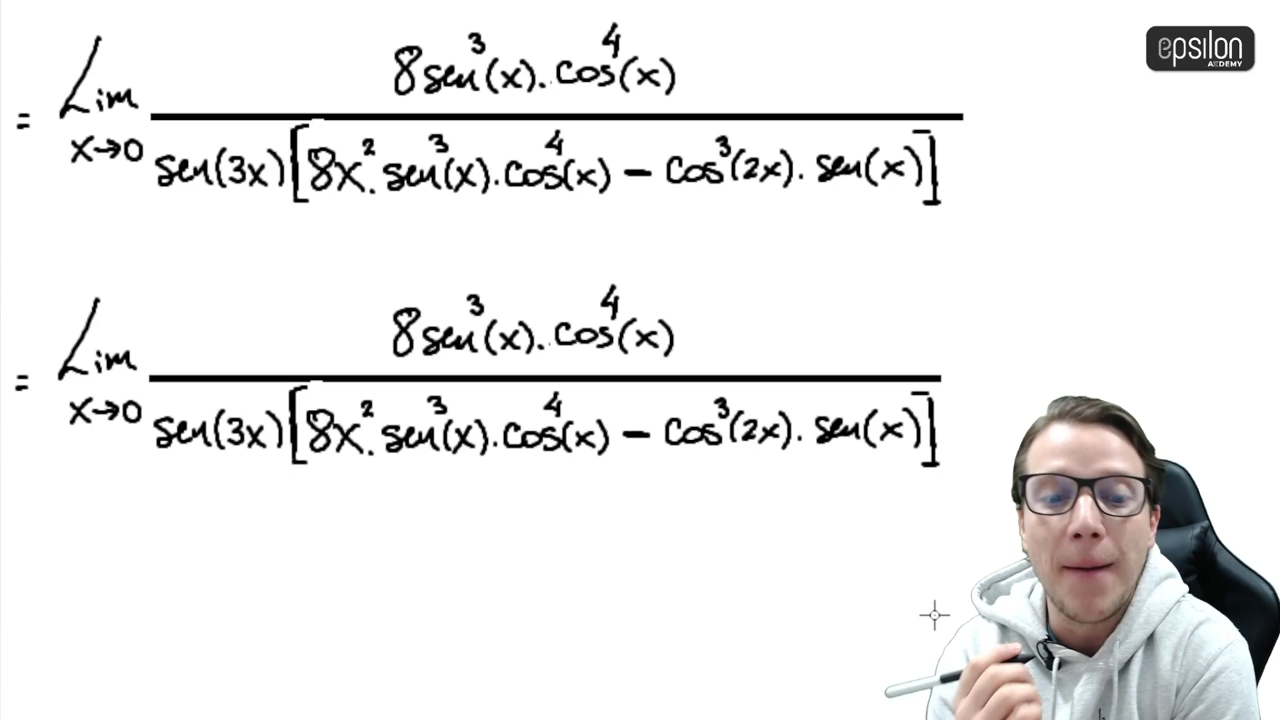 epsilon
ACADEMY
8sen³(x).cos⁴(x)
= Lim
x→0 sen(3x)[8x².sen³(x).cos⁴(x) − cos³(2x).sen(x)]
8sen³(x).cos⁴(x)
= Lim
x→0 sen(3x)[8x².sen³(x).cos⁴(x) − cos³(2x).sen(x)]